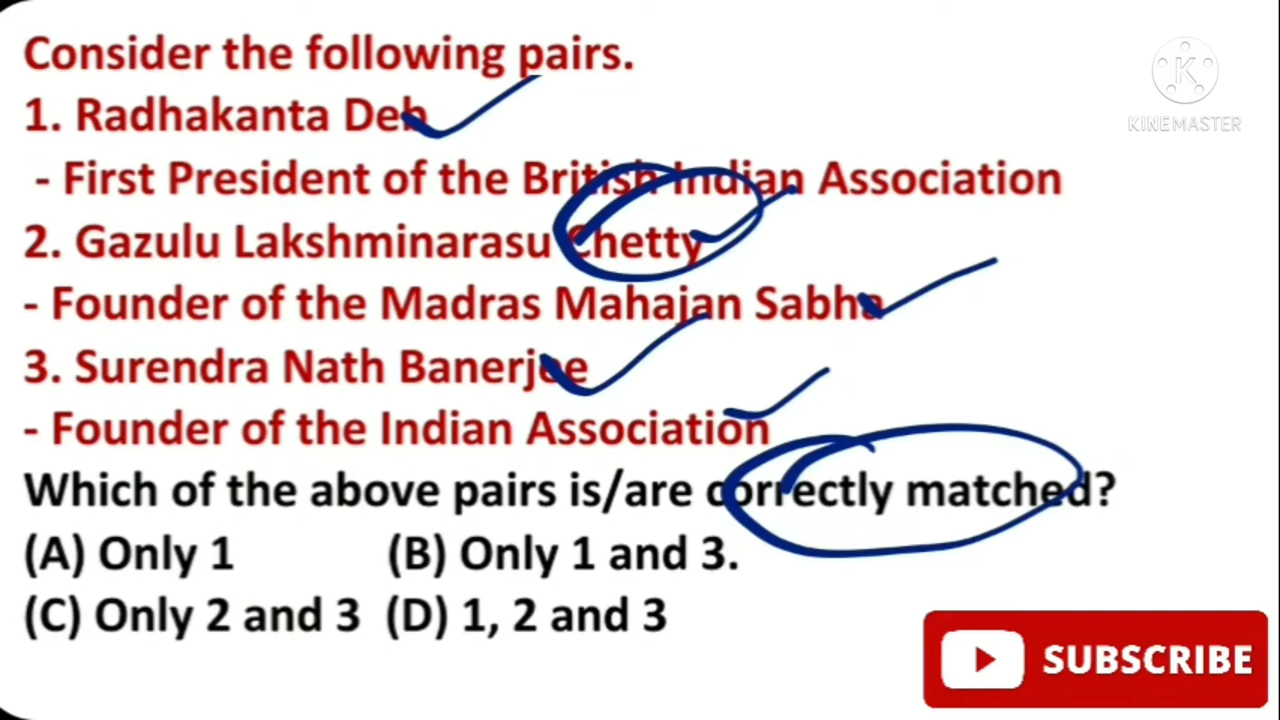 Consider the following pairs.
KINEMASTER
1. Radhakanta Deb
- First President of the British Indian Association
2. Gazulu Lakshminarasu Chetty
- Founder of the Madras Mahajan Sabha
3. Surendra Nath Banerjee
- Founder of the Indian Association
Which of the above pairs is/are correctly matched?
(A) Only 1 (B) Only 1 and 3.
(C) Only 2 and 3 (D) 1, 2 and 3
SUBSCRIBE